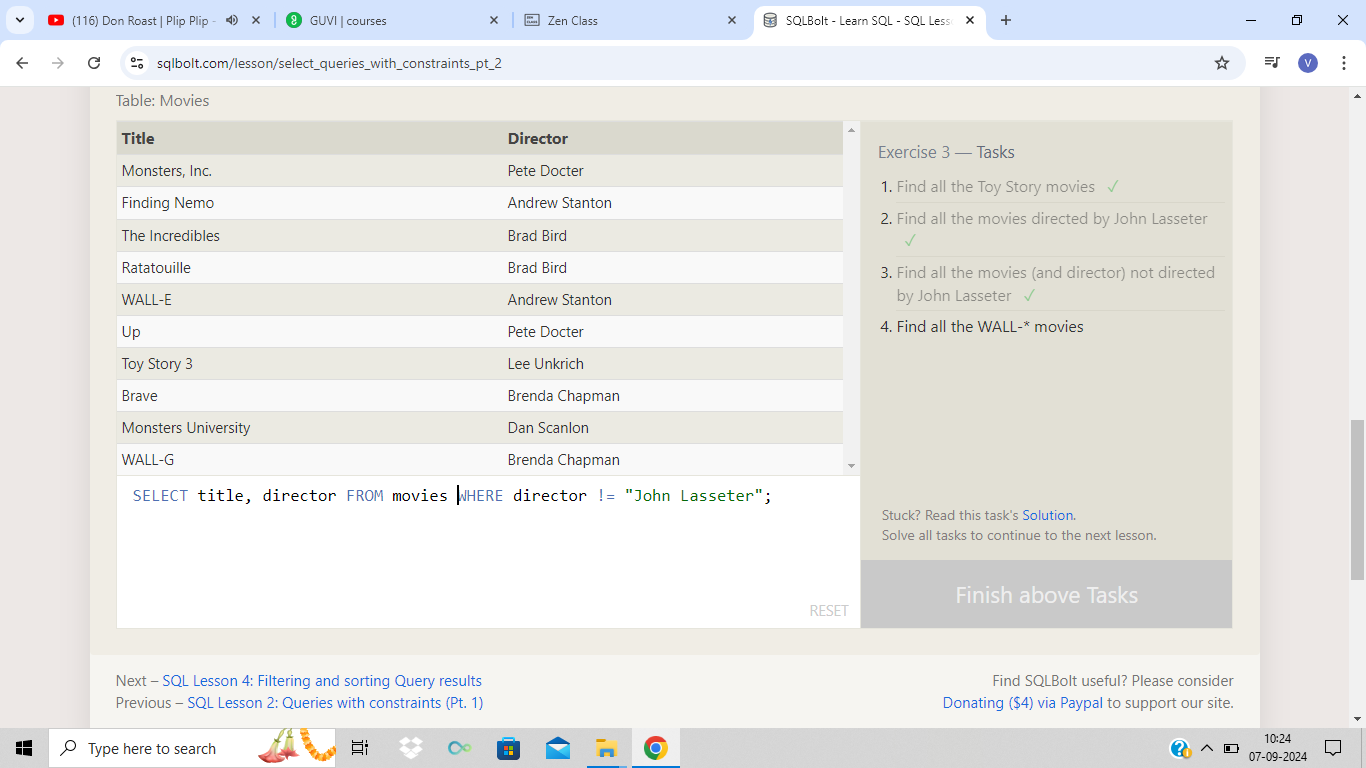 (116) Don Roast | Plip Plip -
GUVI | courses
Zen Class
SQLBolt - Learn SQL - SQL Less
sqlbolt.com/lesson/select_queries_with_constraints_pt_2
V
Table: Movies
Title Director
Monsters, Inc. Pete Docter
Finding Nemo Andrew Stanton
The Incredibles Brad Bird
Ratatouille Brad Bird
WALL-E Andrew Stanton
Up Pete Docter
Toy Story 3 Lee Unkrich
Brave Brenda Chapman
Monsters University Dan Scanlon
WALL-G Brenda Chapman
SELECT title, director FROM movies WHERE director != "John Lasseter";
RESET
Exercise 3 — Tasks
1. Find all the Toy Story movies ✓
2. Find all the movies directed by John Lasseter
✓
3. Find all the movies (and director) not directed
by John Lasseter ✓
4. Find all the WALL-* movies
Stuck? Read this task's Solution.
Solve all tasks to continue to the next lesson.
Finish above Tasks
Next – SQL Lesson 4: Filtering and sorting Query results
Previous – SQL Lesson 2: Queries with constraints (Pt. 1)
Find SQLBolt useful? Please consider
Donating ($4) via Paypal to support our site.
Type here to search
10:24
07-09-2024